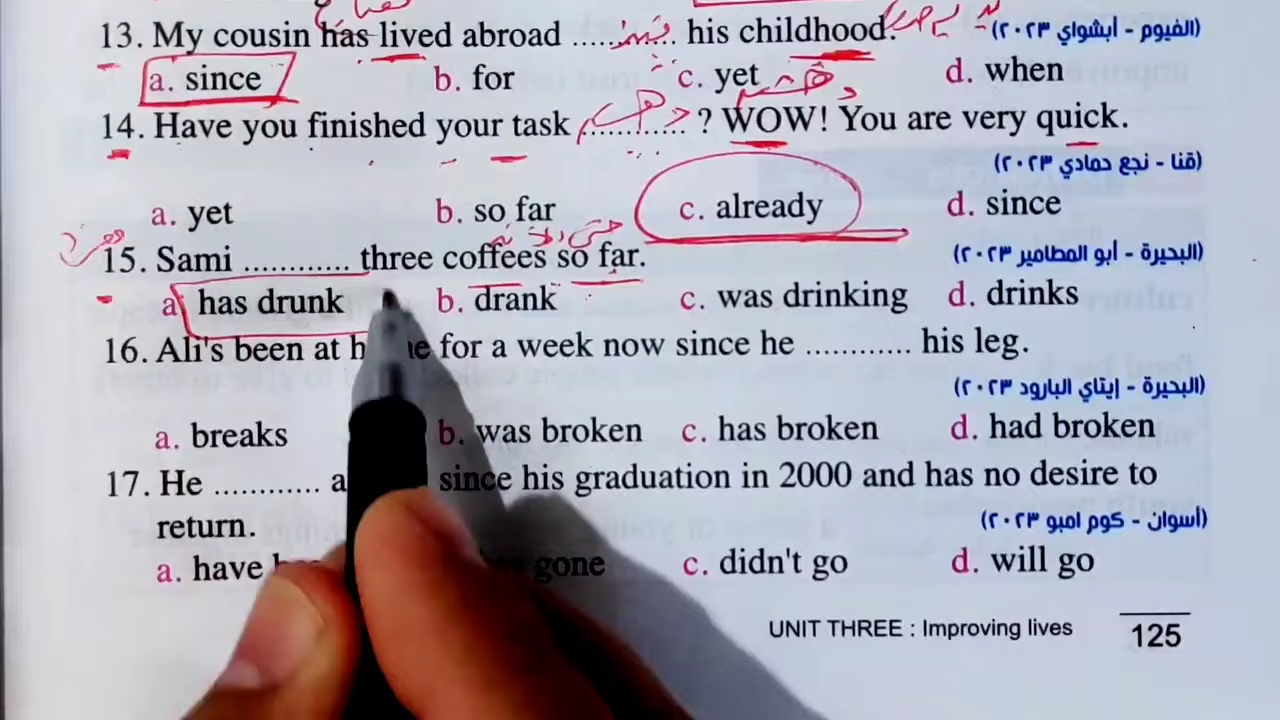 13. My cousin has lived abroad ............ his childhood.
(الفيوم - أبشواي ٢٠٢٣)
a. since b. for c. yet d. when
14. Have you finished your task ............ ? WOW! You are very quick.
(قنا - نجع حمادي ٢٠٢٣)
a. yet b. so far c. already d. since
15. Sami ............ three coffees so far.
(البحيرة - أبو المطامير ٢٠٢٣)
a has drunk b. drank c. was drinking d. drinks
16. Ali's been at for a week now since he ............ his leg.
(البحيرة - إيتاي البارود ٢٠٢٣)
a. breaks b. was broken c. has broken d. had broken
17. He ............ since his graduation in 2000 and has no desire to
return.
(أسوان - كوم امبو ٢٠٢٣)
a. have gone c. didn't go d. will go
UNIT THREE : Improving lives 125